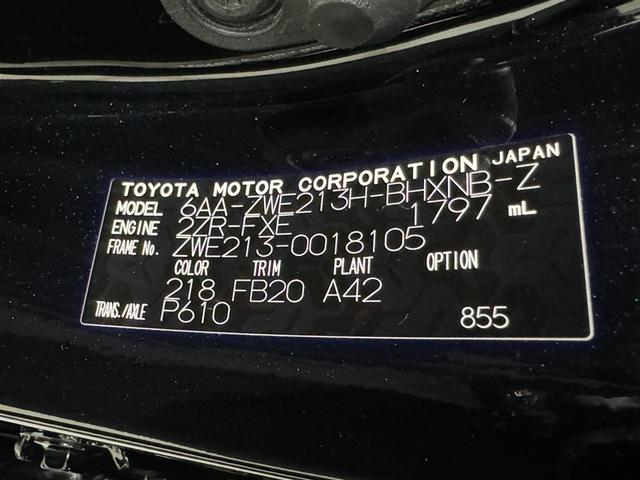 TOYOTA MOTOR CORPORATION JAPAN
MODEL 6AA-ZWE213H-BHXNB-Z
ENGINE 2ZR-FXE 1797 mL
FRAME No. ZWE213-0018105
COLOR TRIM PLANT OPTION
218 FB20 A42
TRANS./AXLE P610 855